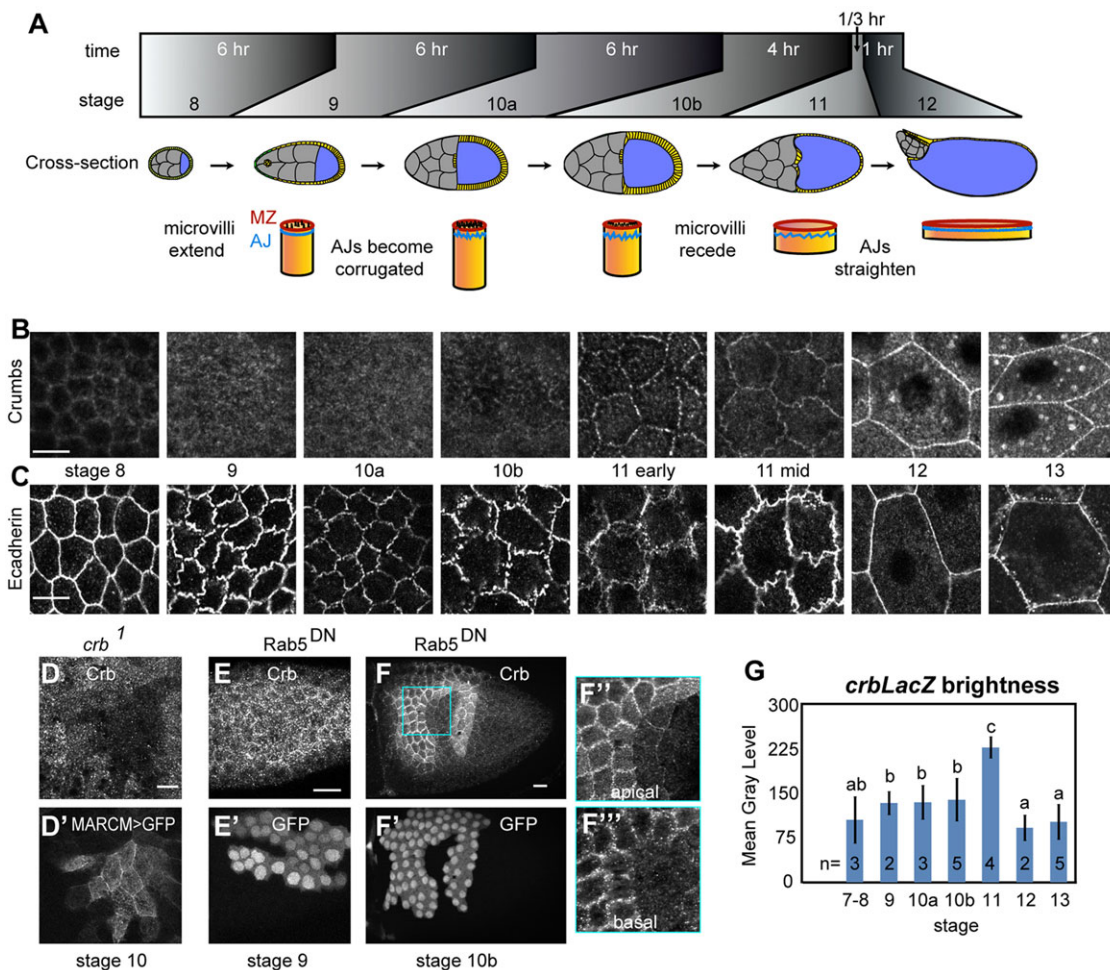 A
1/3 hr
time
6 hr
6 hr
6 hr
4 hr
1 hr
stage
8
9
10a
10b
11
12
Cross-section
microvilli
extend
MZ
AJ
AJs become
corrugated
microvilli
recede
AJs
straighten
B
Crumbs
stage 8
9
10a
10b
11 early
11 mid
12
13
C
Ecadherin
crb 1
Rab5 DN
Rab5 DN
D
Crb
E
Crb
F
Crb
F''
apical
D'
MARCM>GFP
E'
GFP
F'
GFP
F'''
basal
stage 10
stage 9
stage 10b
G
crbLacZ brightness
Mean Gray Level
300
225
150
75
0
ab
b
b
b
c
a
a
n=
3
2
3
5
4
2
5
7-8
9
10a
10b
11
12
13
stage